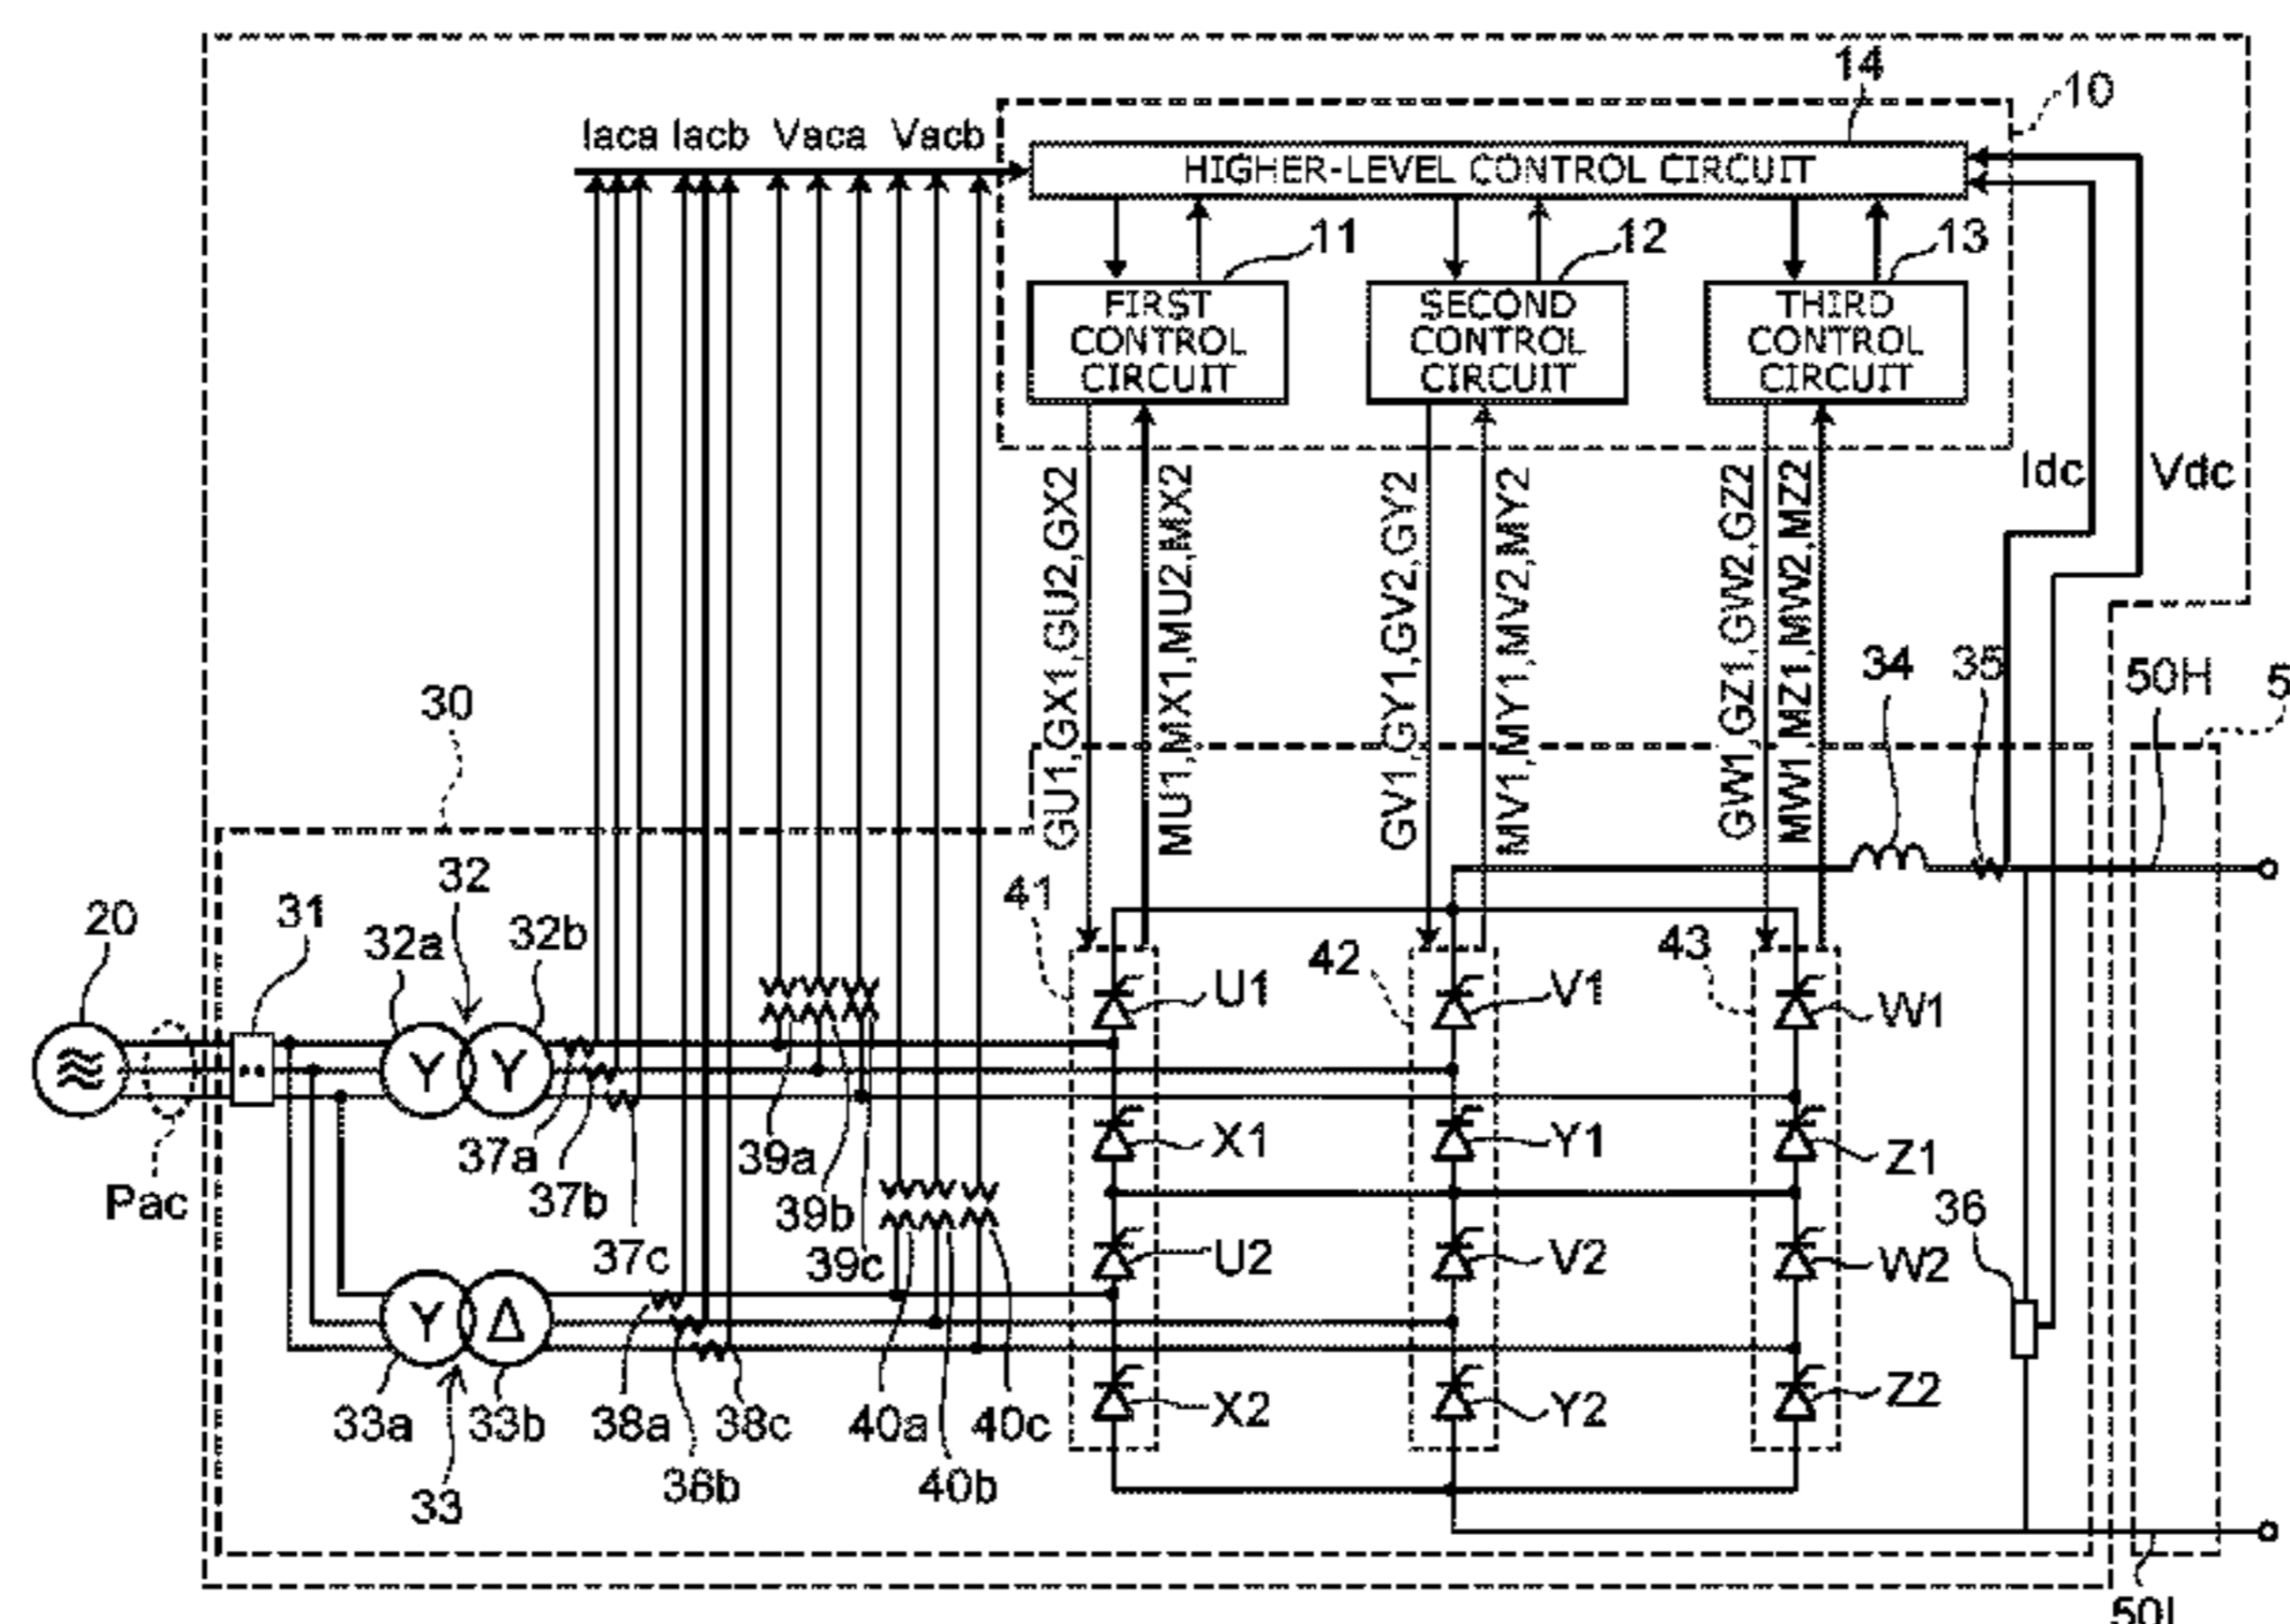 14
10
Iaca Iacb Vaca Vacb
HIGHER-LEVEL CONTROL CIRCUIT
11
12
13
FIRST
CONTROL
CIRCUIT
SECOND
CONTROL
CIRCUIT
THIRD
CONTROL
CIRCUIT
Idc
Vdc
GU1,GX1,GU2,GX2
MU1,MX1,MU2,MX2
GV1,GY1,GV2,GY2
MV1,MY1,MV2,MY2
GW1,GZ1,GW2,GZ2
MW1,MZ1,MW2,MZ2
30
34
35
50H
5
20
31
32
32a
32b
41
42
43
U1
V1
W1
37a
37b
37c
39a
39b
39c
X1
Y1
Z1
Pac
36
U2
V2
W2
33a
33b
33
38a
38b
38c
40a
40b
40c
X2
Y2
Z2